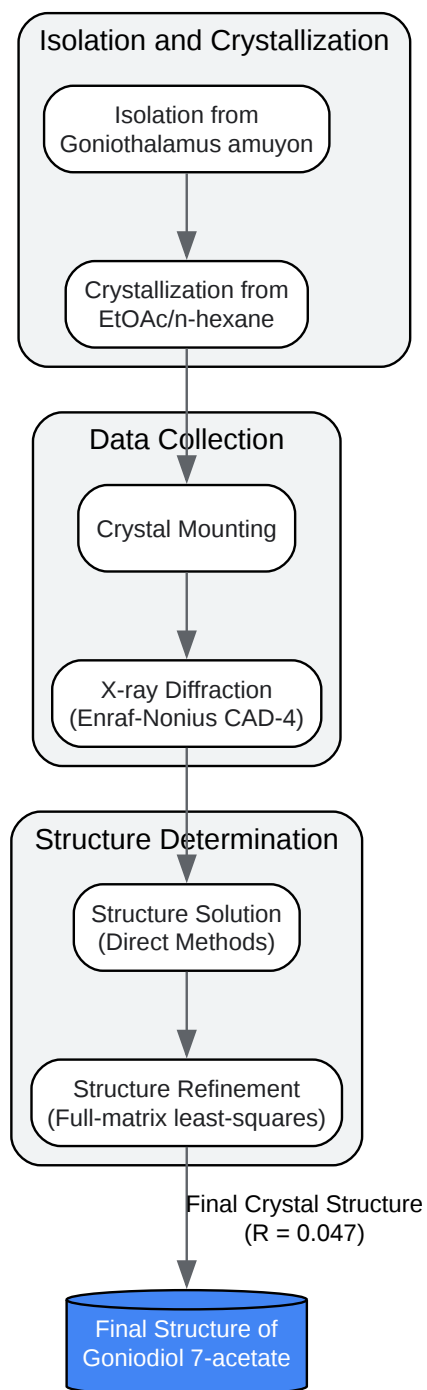 Isolation and Crystallization
Isolation from
Goniothalamus amuyon
Crystallization from
EtOAc/n-hexane
Data Collection
Crystal Mounting
X-ray Diffraction
(Enraf-Nonius CAD-4)
Structure Determination
Structure Solution
(Direct Methods)
Structure Refinement
(Full-matrix least-squares)
Final Crystal Structure
(R = 0.047)
Final Structure of
Goniodiol 7-acetate